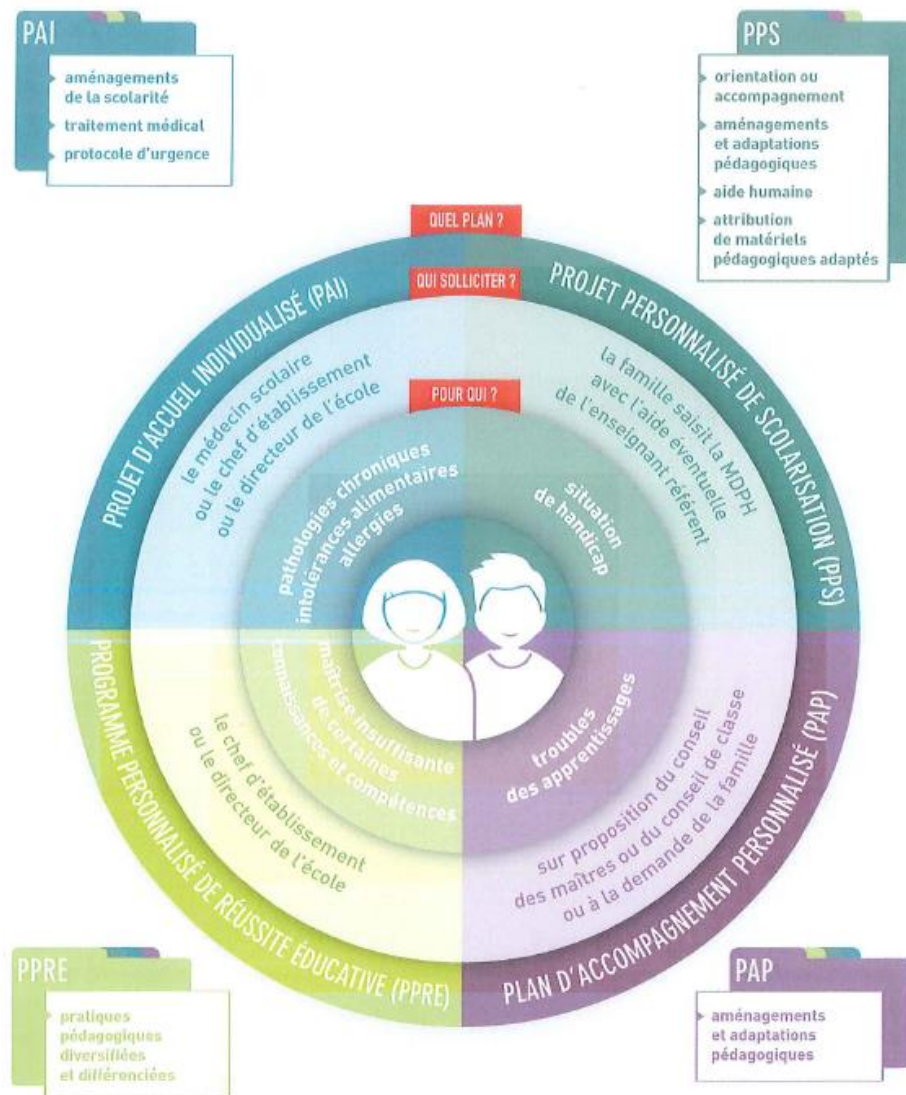 PAI
aménagements
de la scolarité
traitement médical
protocole d'urgence
PPS
orientation ou
accompagnement
aménagements
et adaptations
pédagogiques
aide humaine
attribution
de matériels
pédagogiques adaptés
QUEL PLAN ?
QUI SOLLICITER ?
POUR QUI ?
PROJET D'ACCUEIL INDIVIDUALISÉ (PAI)
le médecin scolaire
ou le chef d'établissement
ou le directeur de l'école
pathologies chroniques
intolérances alimentaires
allergies
PROJET PERSONNALISÉ DE SCOLARISATION (PPS)
la famille saisit la MDPH
avec l'aide éventuelle
de l'enseignant référent
situation
de handicap
PROGRAMME PERSONNALISÉ DE RÉUSSITE ÉDUCATIVE (PPRE)
le chef d'établissement
ou le directeur de l'école
maîtrise insuffisante
de certaines
connaissances et compétences
PLAN D'ACCOMPAGNEMENT PERSONNALISÉ (PAP)
sur proposition du conseil
des maîtres ou du conseil de classe
ou à la demande de la famille
troubles
des apprentissages
PPRE
pratiques
pédagogiques
diversifiées
et différenciées
PAP
aménagements
et adaptations
pédagogiques